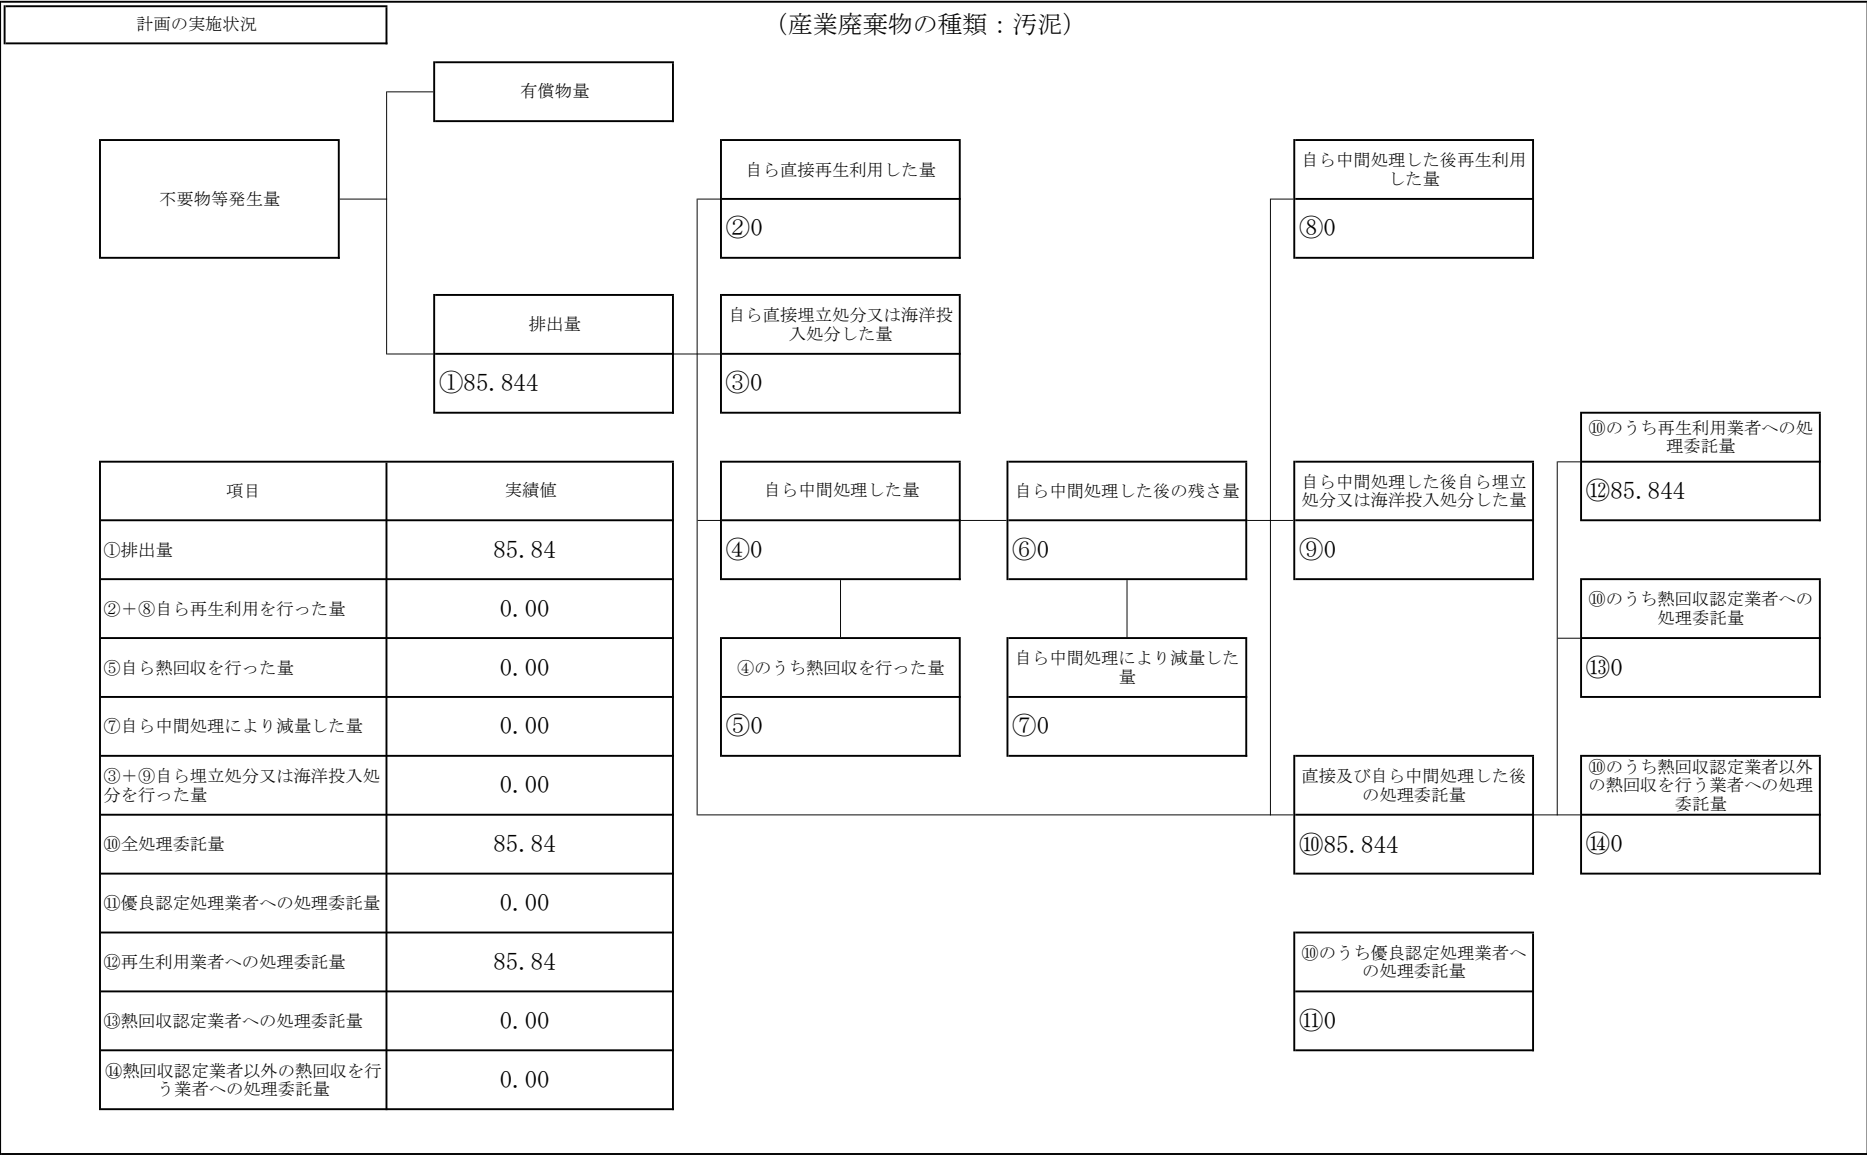 計画の実施状況
（産業廃棄物の種類：汚泥）
有償物量
不要物等発生量
自ら直接再生利用した量
②0
自ら中間処理した後再生利用
した量
⑧0
排出量
①85.844
自ら直接埋立処分又は海洋投
入処分した量
③0
⑩のうち再生利用業者への処
理委託量
⑫85.844
自ら中間処理した量
④0
自ら中間処理した後の残さ量
⑥0
自ら中間処理した後自ら埋立
処分又は海洋投入処分した量
⑨0
⑩のうち熱回収認定業者への
処理委託量
⑬0
④のうち熱回収を行った量
⑤0
自ら中間処理により減量した
量
⑦0
直接及び自ら中間処理した後
の処理委託量
⑩85.844
⑩のうち熱回収認定業者以外
の熱回収を行う業者への処理
委託量
⑭0
⑩のうち優良認定処理業者へ
の処理委託量
⑪0
項目 実績値
①排出量 85.84
②＋⑧自ら再生利用を行った量 0.00
⑤自ら熱回収を行った量 0.00
⑦自ら中間処理により減量した量 0.00
③＋⑨自ら埋立処分又は海洋投入処
分を行った量 0.00
⑩全処理委託量 85.84
⑪優良認定処理業者への処理委託量 0.00
⑫再生利用業者への処理委託量 85.84
⑬熱回収認定業者への処理委託量 0.00
⑭熱回収認定業者以外の熱回収を行
う業者への処理委託量 0.00